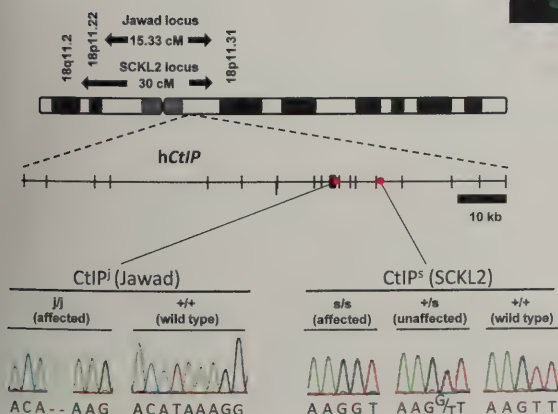 Jawad locus
15.33 cM
SCKL2 locus
30 cM
18q11.2
18p11.22
18p11.31
hCtIP
10 kb
CtIPj (Jawad)
j/j
(affected)
+/+
(wild type)
ACA--AAG
ACATAAAGG
CtIPs (SCKL2)
s/s
(affected)
+/s
(unaffected)
+/+
(wild type)
AAGGT
AAGG/TT
AAGTT